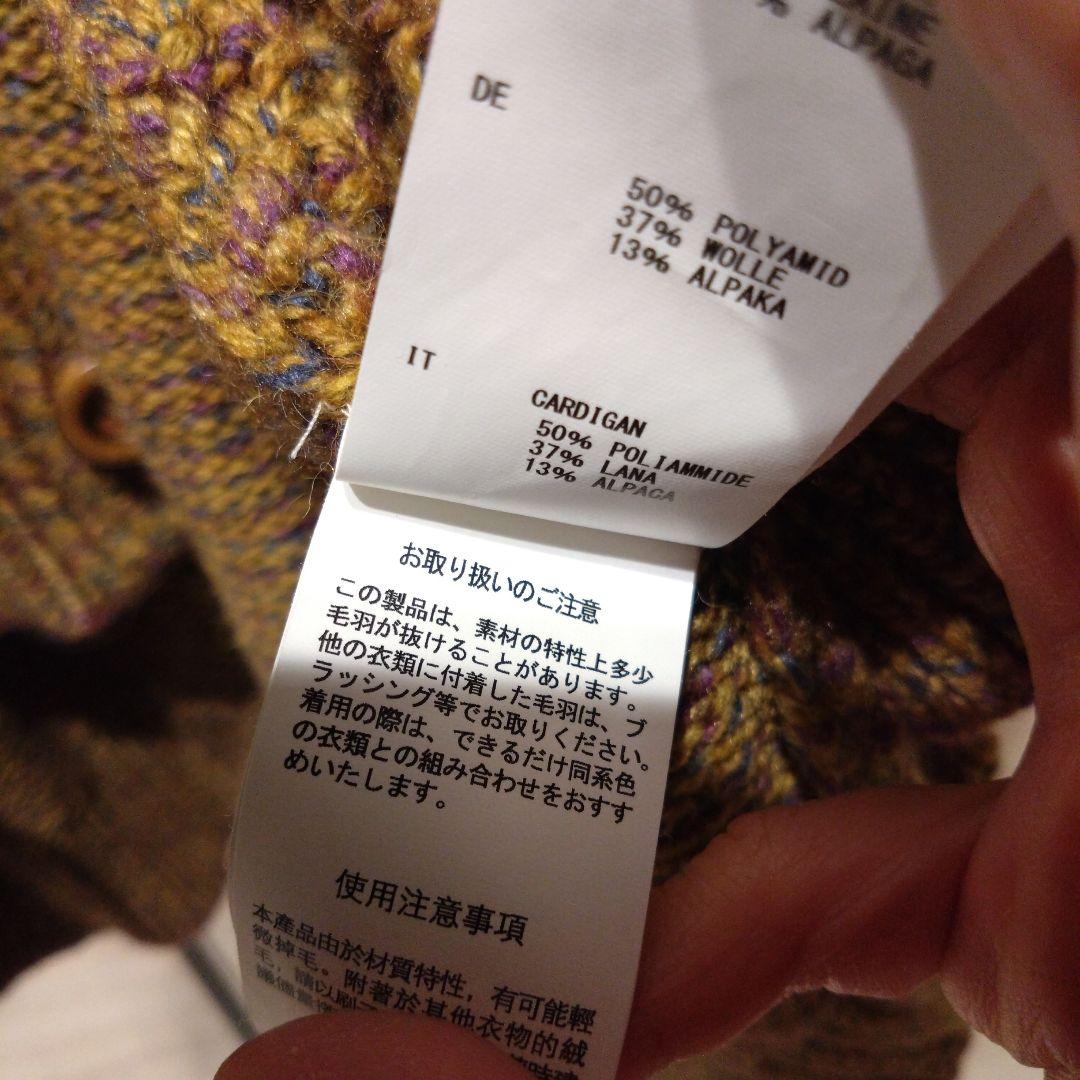 % ALPAGA
DE
50% POLYAMID
37% WOLLE
13% ALPAKA
IT
CARDIGAN
50% POLIAMMIDE
37% LANA
13% ALPACA
お取り扱いのご注意
この製品は、素材の特性上多少
毛羽が抜けることがあります。
他の衣類に付着した毛羽は、ブ
ラッシング等でお取りください。
着用の際は、できるだけ同系色
の衣類との組み合わせをおすす
めいたします。
使用注意事項
本產品由於材質特性，有可能輕
微掉毛。附著於其他衣物的絨
毛，請以刷